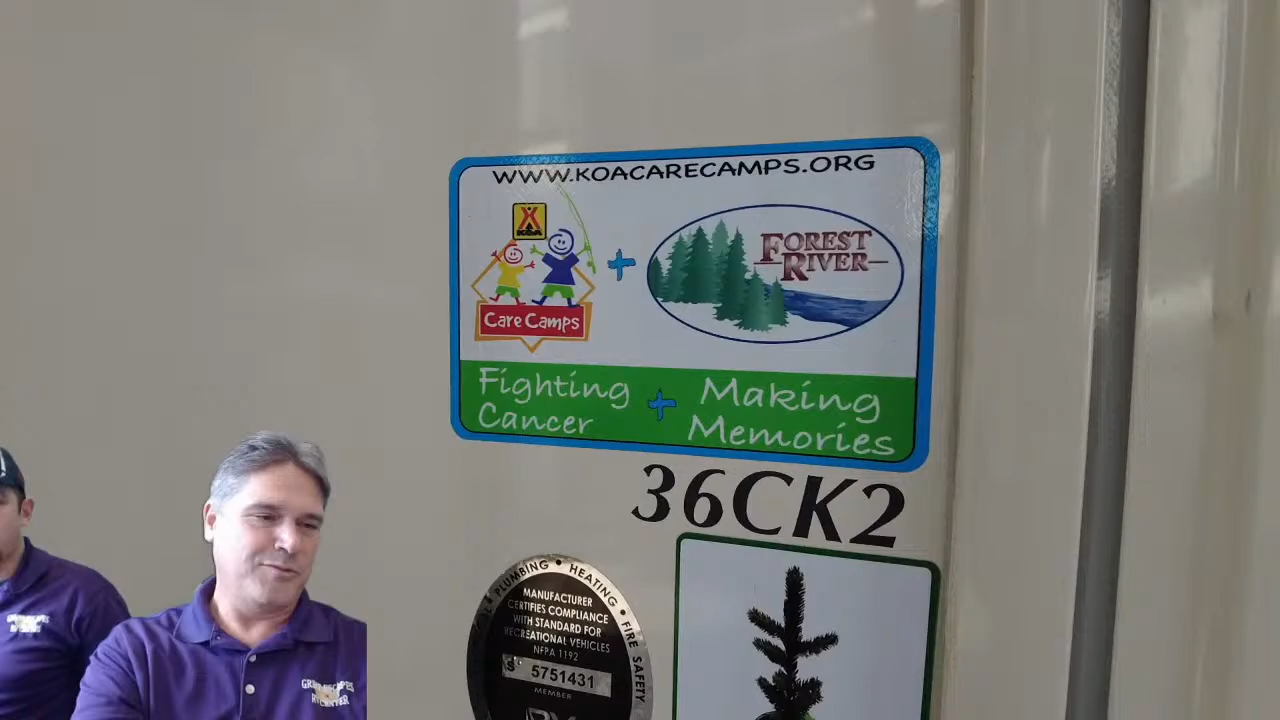 WWW.KOACARECAMPS.ORG
KOA
Care Camps
+
FOREST
RIVER
Fighting
Cancer
+
Making
Memories
36CK2
PLUMBING • HEATING • FIRE SAFETY
MANUFACTURER
CERTIFIES COMPLIANCE
WITH STANDARD FOR
RECREATIONAL VEHICLES
NFPA 1192
5751431
MEMBER